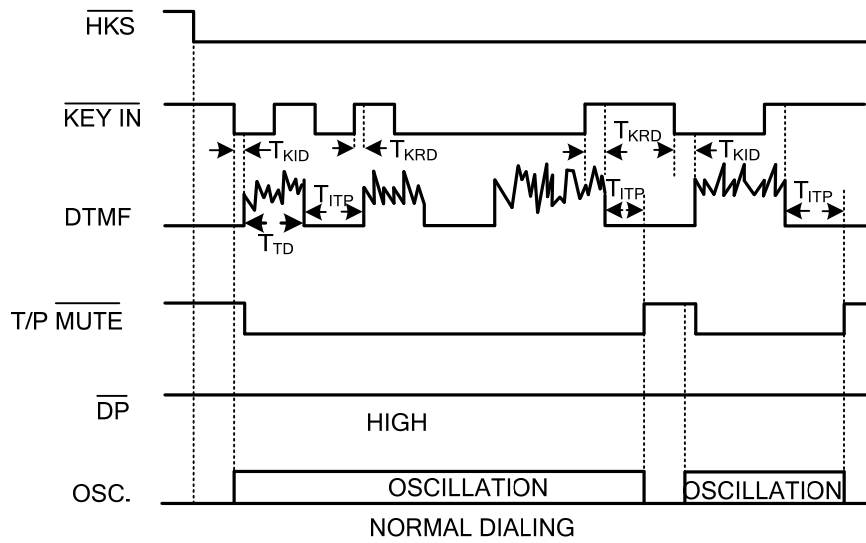 HKS
KEY IN
TKID
TKRD
TKRD
TKID
DTMF
TTD
TITP
TITP
TITP
T/P MUTE
DP
HIGH
OSC.
OSCILLATION
OSCILLATION
NORMAL DIALING